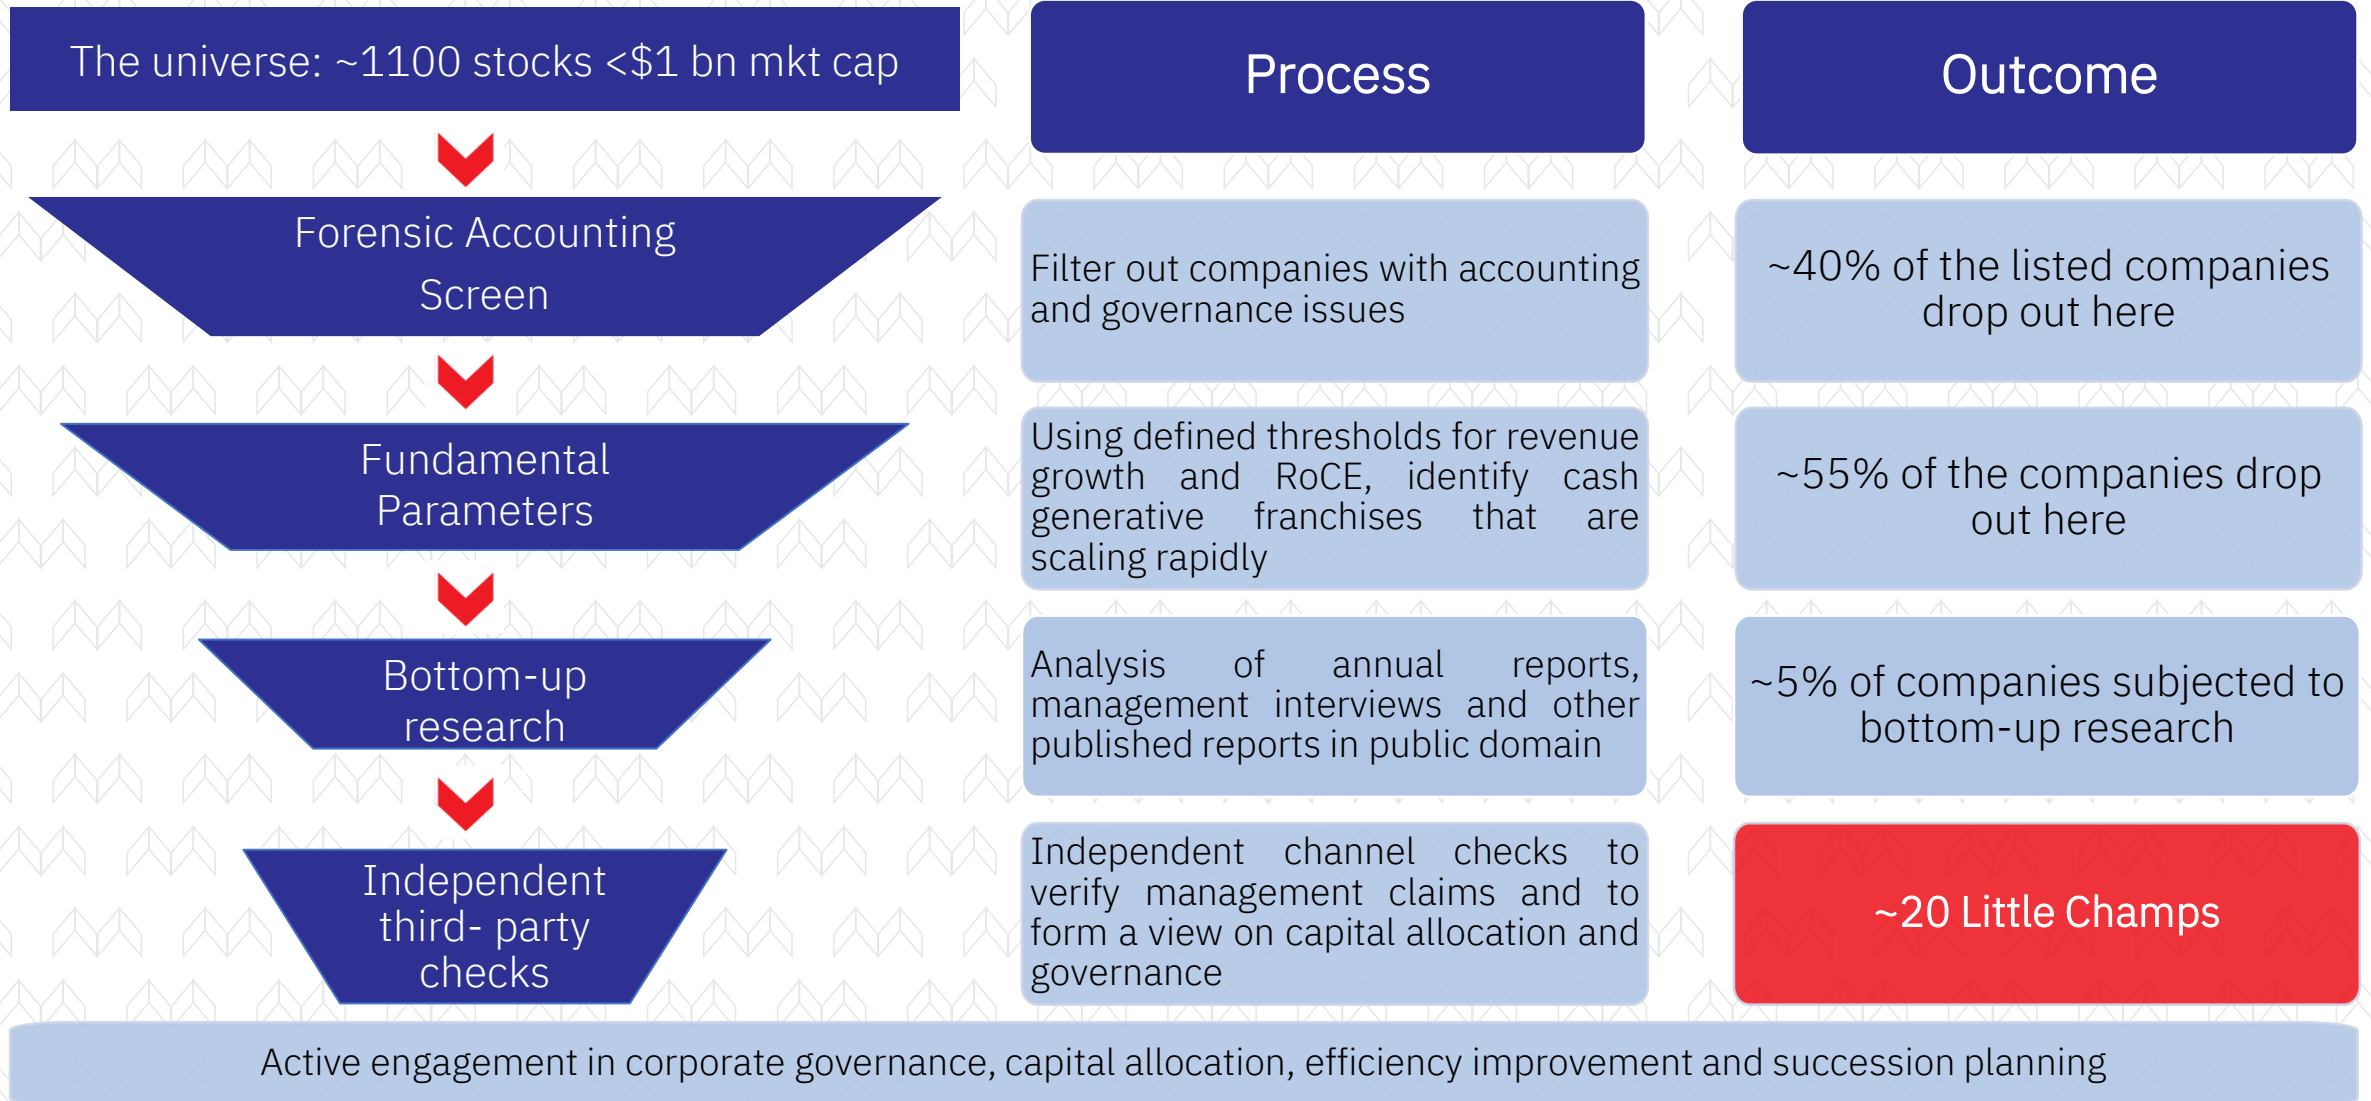 The universe: ~1100 stocks <$1 bn mkt cap
Process
Outcome
Forensic Accounting
Screen
Filter out companies with accounting
and governance issues
~40% of the listed companies
drop out here
Fundamental
Parameters
Using defined thresholds for revenue
growth and RoCE, identify cash
generative franchises that are
scaling rapidly
~55% of the companies drop
out here
Bottom-up
research
Analysis of annual reports,
management interviews and other
published reports in public domain
~5% of companies subjected to
bottom-up research
Independent
third- party
checks
Independent channel checks to
verify management claims and to
form a view on capital allocation and
governance
~20 Little Champs
Active engagement in corporate governance, capital allocation, efficiency improvement and succession planning